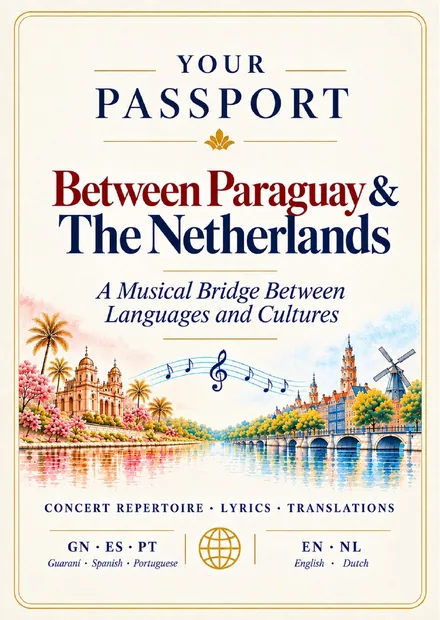 YOUR
PASSPORT
Between Paraguay &
The Netherlands
A Musical Bridge Between
Languages and Cultures
CONCERT REPERTOIRE • LYRICS • TRANSLATIONS
GN • ES • PT
Guaraní • Spanish • Portuguese
EN • NL
English • Dutch